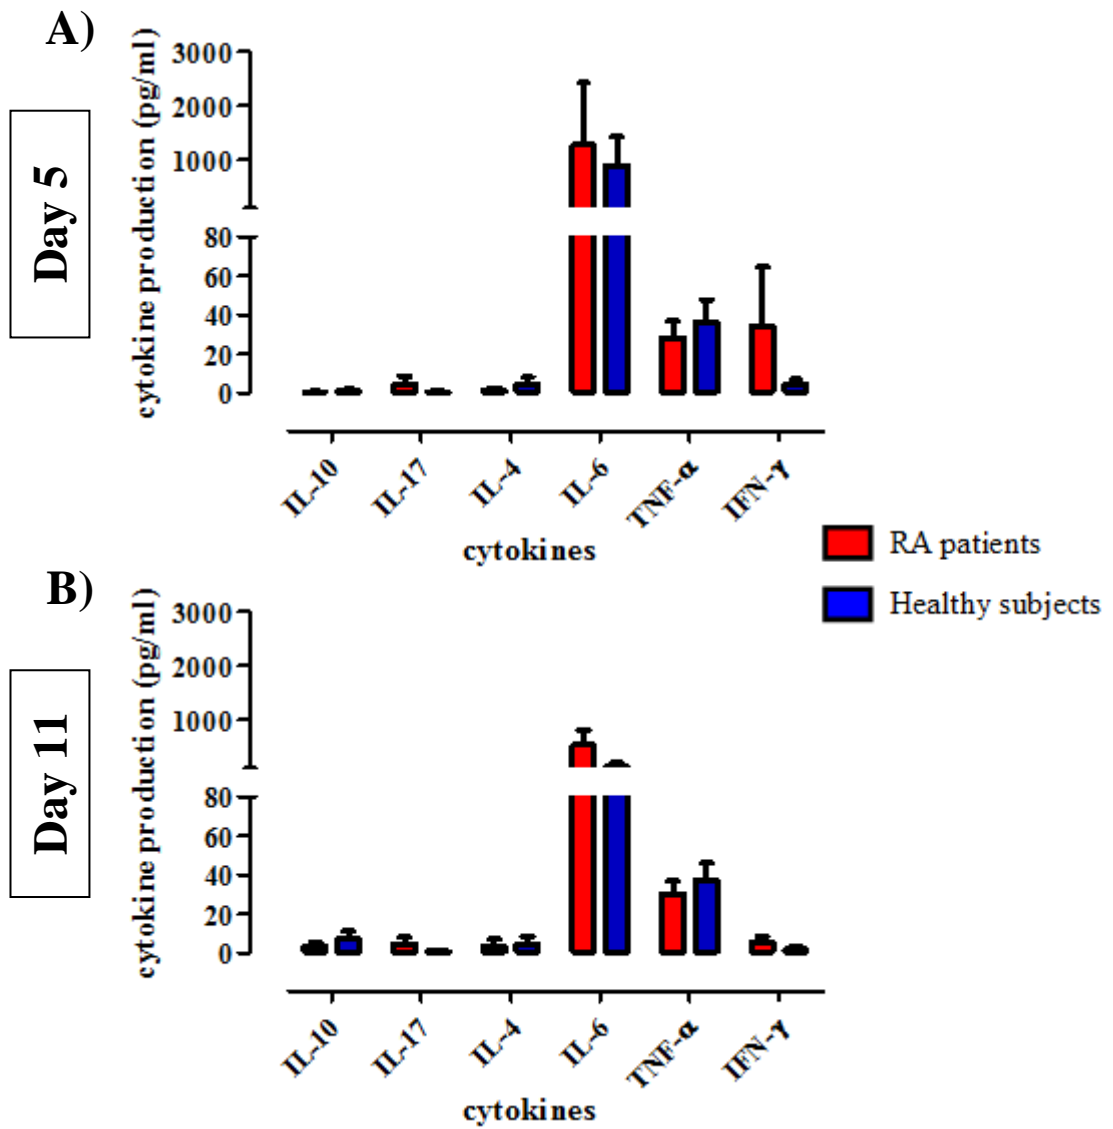 A)
Day 5
cytokine production (pg/ml)
3000
2000
1000
80
60
40
20
0
IL-10
IL-17
IL-4
IL-6
TNF-α
IFN-γ
cytokines
RA patients
Healthy subjects
B)
Day 11
cytokine production (pg/ml)
3000
2000
1000
80
60
40
20
0
IL-10
IL-17
IL-4
IL-6
TNF-α
IFN-γ
cytokines